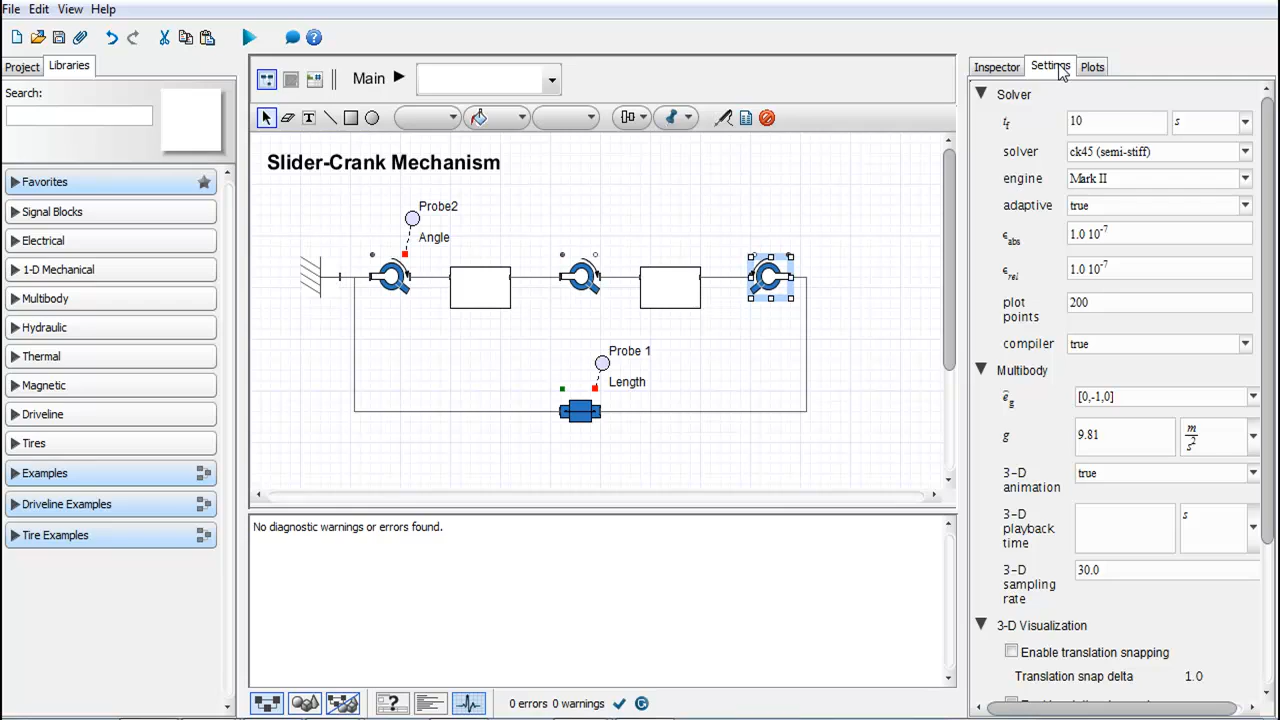 File Edit View Help
Project Libraries
Search:
Favorites
Signal Blocks
Electrical
1-D Mechanical
Multibody
Hydraulic
Thermal
Magnetic
Driveline
Tires
Examples
Driveline Examples
Tire Examples
Main
T
Slider-Crank Mechanism
Probe2
Angle
Probe 1
Length
No diagnostic warnings or errors found.
0 errors 0 warnings
Inspector Settings Plots
Solver
tf 10 s
solver ck45 (semi-stiff)
engine Mark II
adaptive true
ϵabs 1.0 10⁻⁷
ϵrel 1.0 10⁻⁷
plot points 200
compiler true
Multibody
êg [0,-1,0]
g 9.81 m/s²
3-D animation true
3-D playback time s
3-D sampling rate 30.0
3-D Visualization
Enable translation snapping
Translation snap delta 1.0